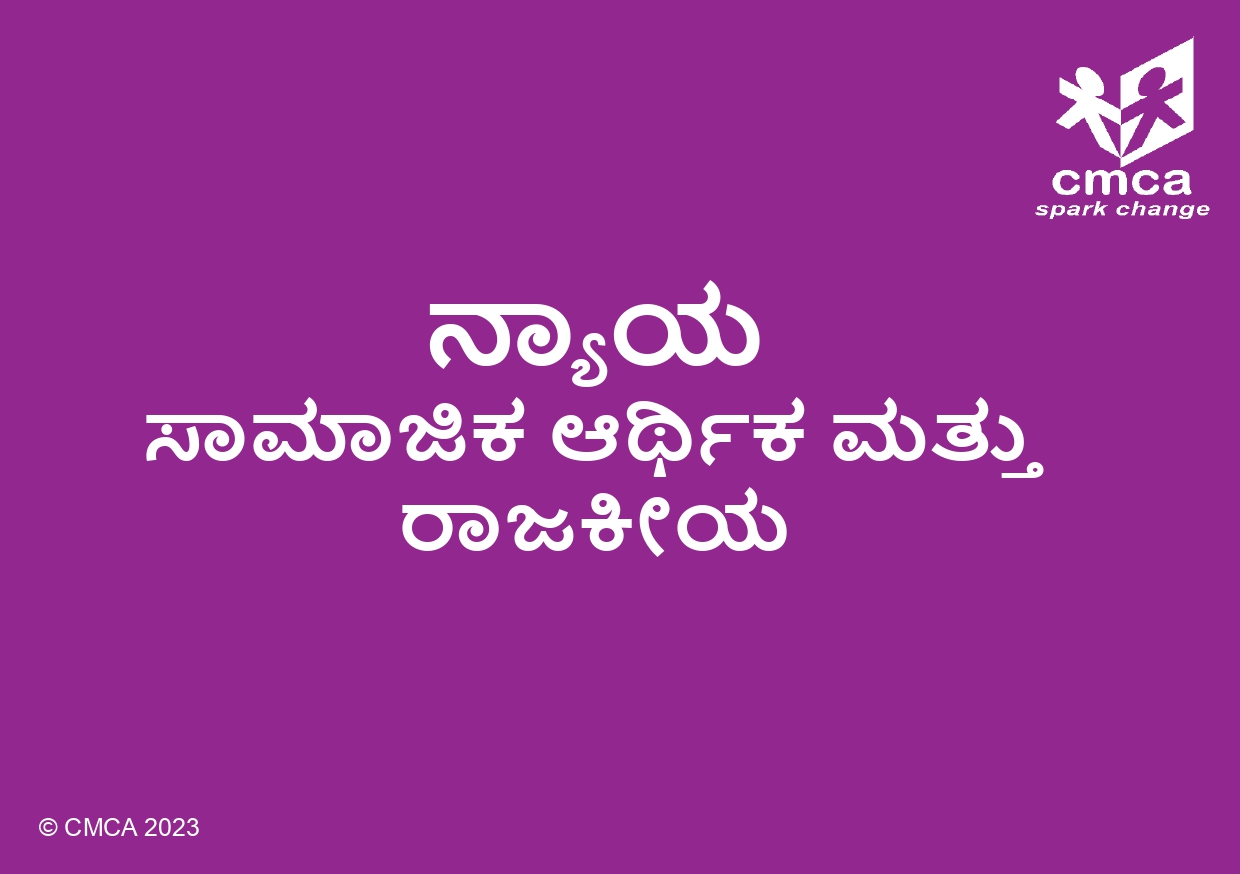 cmca
spark change
ನ್ಯಾಯ
ಸಾಮಾಜಿಕ ಆರ್ಥಿಕ ಮತ್ತು
ರಾಜಕೀಯ
© CMCA 2023